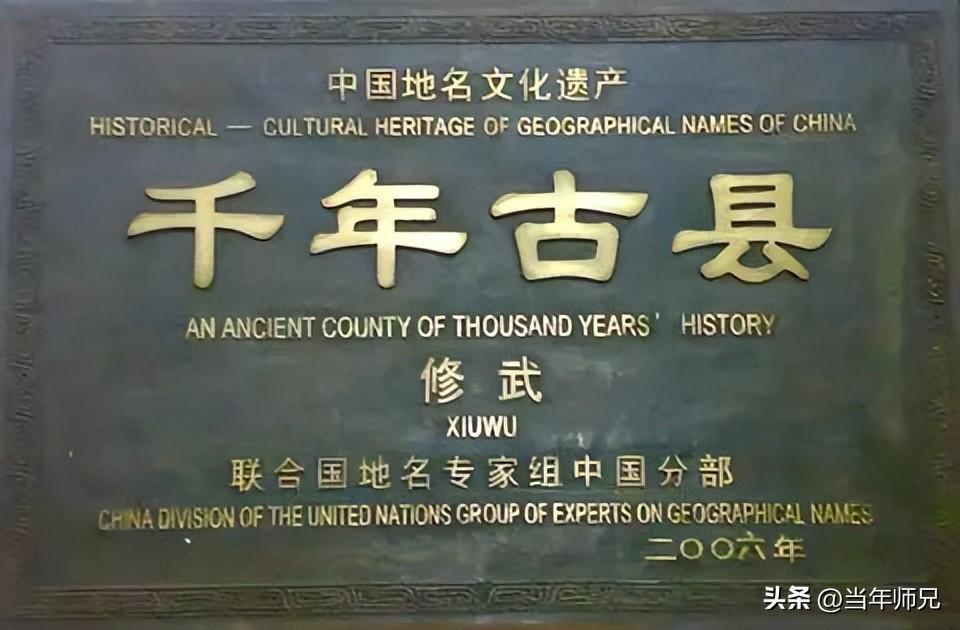 中国地名文化遗产
HISTORICAL — CULTURAL HERITAGE OF GEOGRAPHICAL NAMES OF CHINA
千年古县
AN ANCIENT COUNTY OF THOUSAND YEARS' HISTORY
修武
XIUWU
联合国地名专家组中国分部
CHINA DIVISION OF THE UNITED NATIONS GROUP OF EXPERTS ON GEOGRAPHICAL NAMES
二〇〇六年
头条 @当年师兄